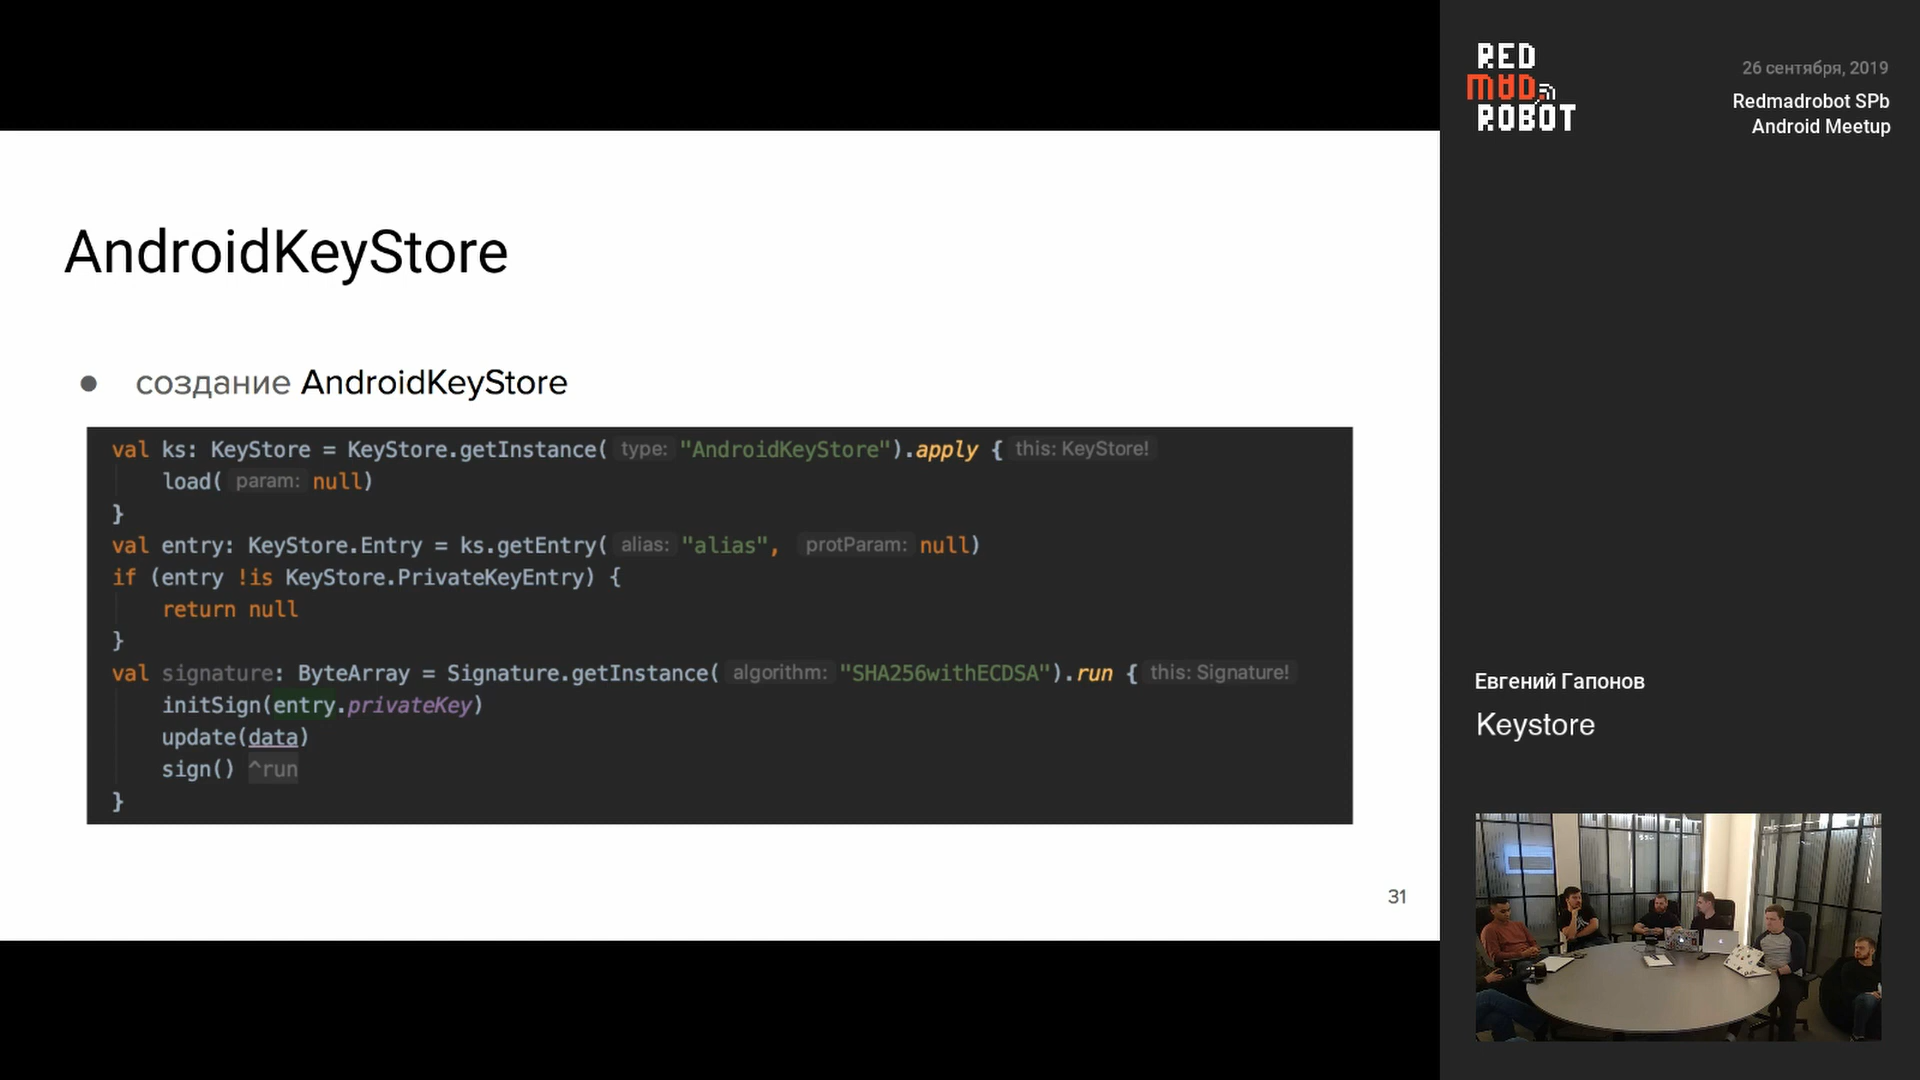 AndroidKeyStore
● создание AndroidKeyStore
val ks: KeyStore = KeyStore.getInstance( type: "AndroidKeyStore").apply { this: KeyStore!
load( param: null)
}
val entry: KeyStore.Entry = ks.getEntry( alias: "alias", protParam: null)
if (entry !is KeyStore.PrivateKeyEntry) {
return null
}
val signature: ByteArray = Signature.getInstance( algorithm: "SHA256withECDSA").run { this: Signature!
initSign(entry.privateKey)
update(data)
sign() ^run
}
31
RED
MAD
ROBOT
26 сентября, 2019
Redmadrobot SPb
Android Meetup
Евгений Гапонов
Keystore